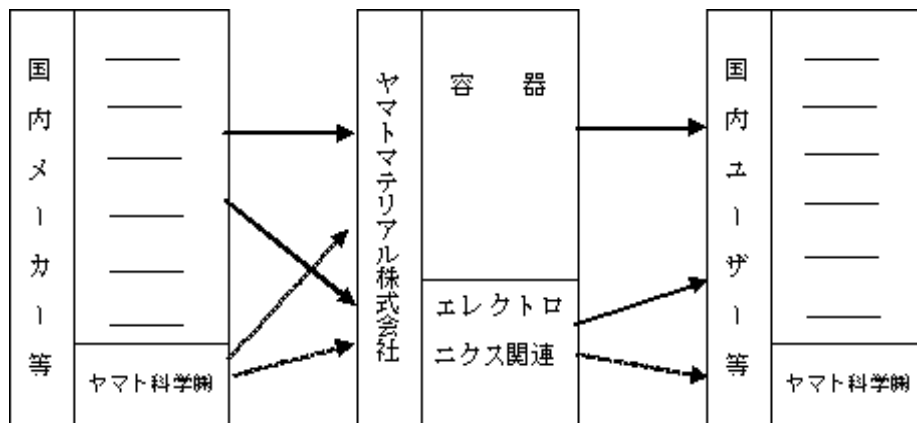 国内メーカー等
ヤマト科学㈱
ヤマトマテリアル株式会社
容 器
エレクトロ
ニクス関連
国内ユーザー等
ヤマト科学㈱